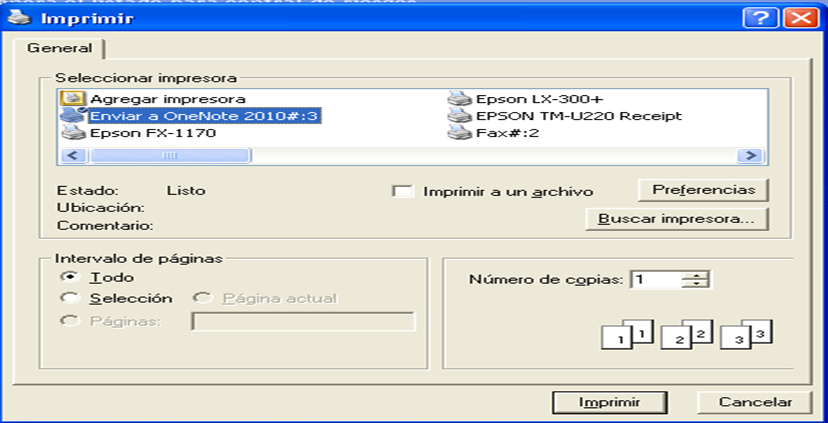 Imprimir
General
Seleccionar impresora
Agregar impresora
Enviar a OneNote 2010#:3
Epson FX-1170
Epson LX-300+
EPSON TM-U220 Receipt
Fax#:2
Estado: Listo
Ubicación:
Comentario:
Imprimir a un archivo
Preferencias
Buscar impresora...
Intervalo de páginas
Todo
Selección
Página actual
Páginas:
Número de copias: 1
1 1 2 2 3 3
Imprimir
Cancelar